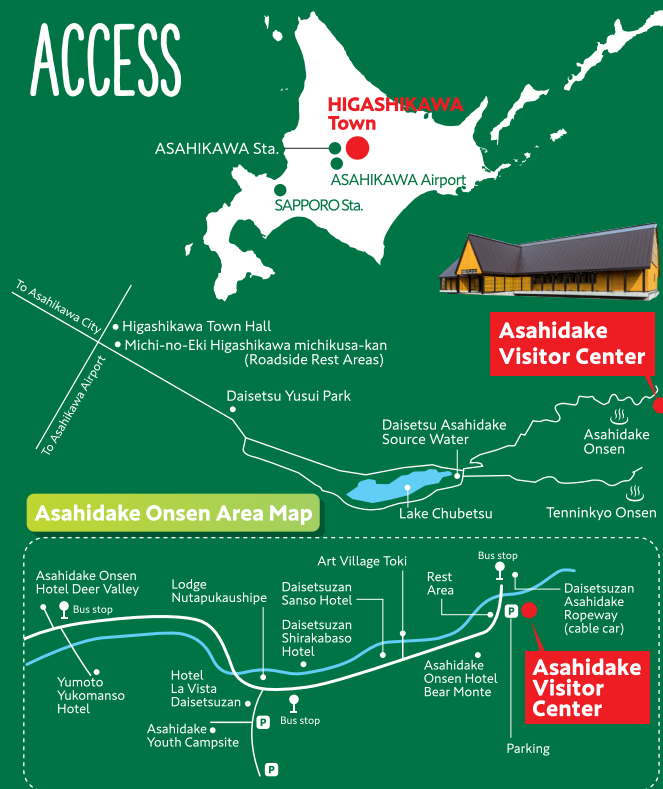 ACCESS
HIGASHIKAWA
Town
ASAHIKAWA Sta.
ASAHIKAWA Airport
SAPPORO Sta.
To Asahikawa City
Higashikawa Town Hall
Michi-no-Eki Higashikawa michikusa-kan
(Roadside Rest Areas)
To Asahikawa Airport
Asahidake
Visitor Center
Daisetsu Yusui Park
Daisetsu Asahidake
Source Water
Asahidake
Onsen
Lake Chubetsu
Tenninkyo Onsen
Asahidake Onsen Area Map
Asahidake Onsen
Hotel Deer Valley
Bus stop
Lodge
Nutapukaushipe
Art Village Toki
Daisetsuzan
Sanso Hotel
Daisetsuzan
Shirakabaso
Hotel
Rest
Area
Bus stop
P
Daisetsuzan
Asahidake
Ropeway
(cable car)
Yumoto
Yukomanso
Hotel
Hotel
La Vista
Daisetsuzan
Asahidake
Youth Campsite
P
Bus stop
P
Asahidake
Onsen Hotel
Bear Monte
Asahidake
Visitor
Center
Parking